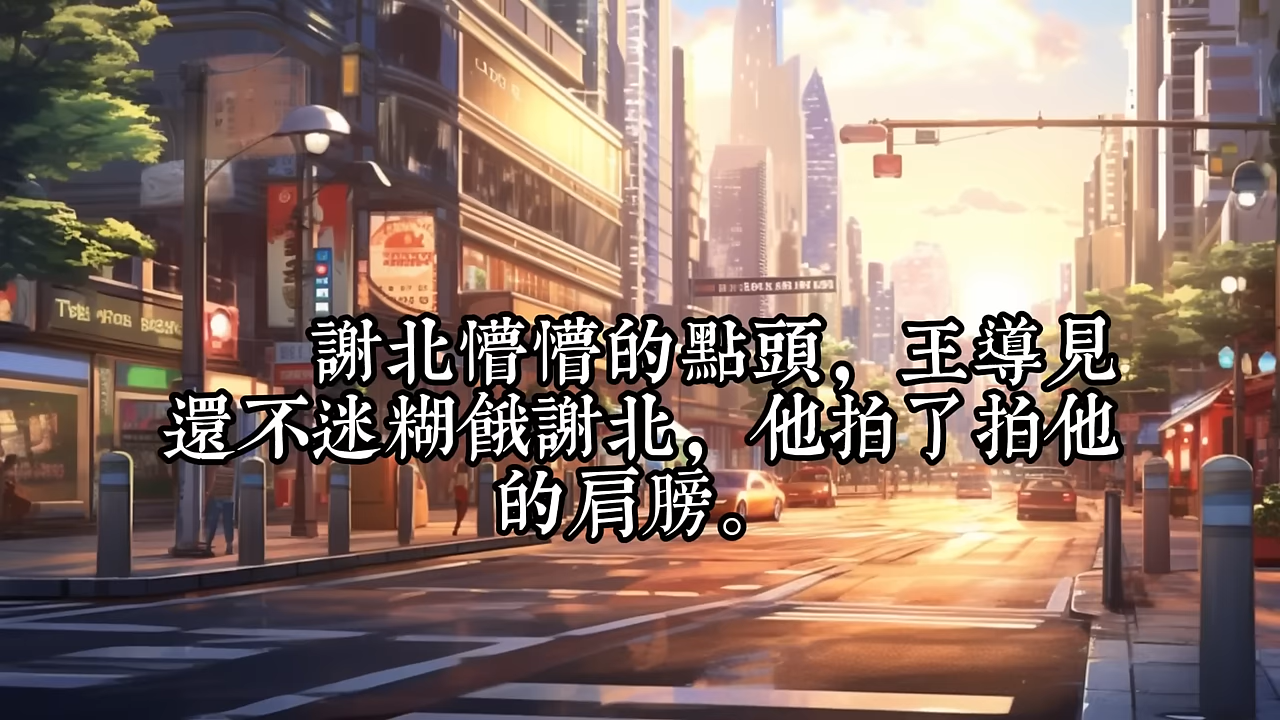 謝北懵懵的點頭，王導見
還不迷糊餓謝北，他拍了拍他
的肩膀。